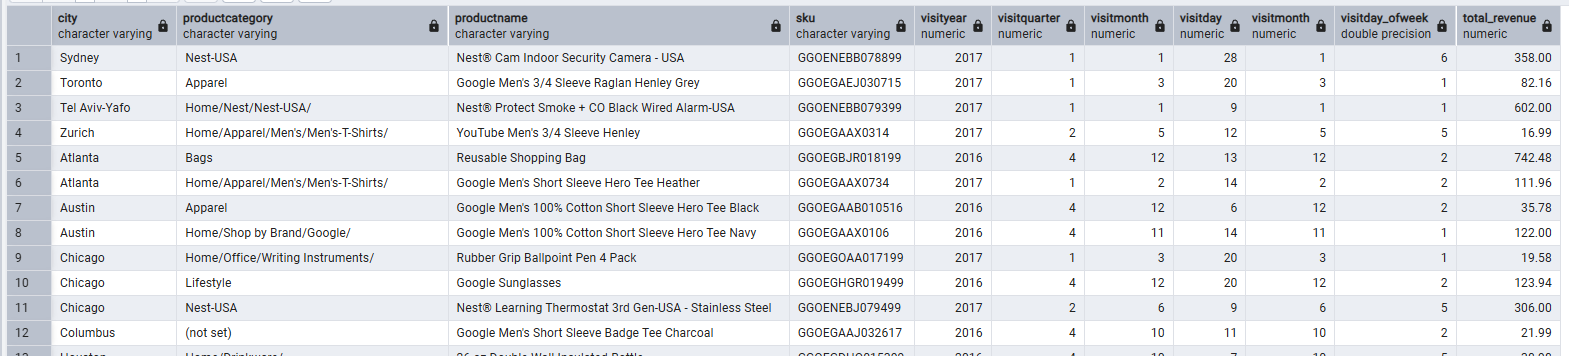 city productcategory productname sku visityear visitquarter visitmonth visitday visitmonth visitday_ofweek total_revenue
character varying character varying character varying character varying numeric numeric numeric numeric numeric double precision numeric
1 Sydney Nest-USA Nest® Cam Indoor Security Camera - USA GGOENEBB078899 2017 1 1 28 1 6 358.00
2 Toronto Apparel Google Men's 3/4 Sleeve Raglan Henley Grey GGOEGAEJ030715 2017 1 3 20 3 1 82.16
3 Tel Aviv-Yafo Home/Nest/Nest-USA/ Nest® Protect Smoke + CO Black Wired Alarm-USA GGOENEBB079399 2017 1 1 9 1 1 602.00
4 Zurich Home/Apparel/Men's/Men's-T-Shirts/ YouTube Men's 3/4 Sleeve Henley GGOEGAAX0314 2017 2 5 12 5 5 16.99
5 Atlanta Bags Reusable Shopping Bag GGOEGBJR018199 2016 4 12 13 12 2 742.48
6 Atlanta Home/Apparel/Men's/Men's-T-Shirts/ Google Men's Short Sleeve Hero Tee Heather GGOEGAAX0734 2017 1 2 14 2 2 111.96
7 Austin Apparel Google Men's 100% Cotton Short Sleeve Hero Tee Black GGOEGAAB010516 2016 4 12 6 12 2 35.78
8 Austin Home/Shop by Brand/Google/ Google Men's 100% Cotton Short Sleeve Hero Tee Navy GGOEGAAX0106 2016 4 11 14 11 1 122.00
9 Chicago Home/Office/Writing Instruments/ Rubber Grip Ballpoint Pen 4 Pack GGOEGOAA017199 2017 1 3 20 3 1 19.58
10 Chicago Lifestyle Google Sunglasses GGOEGHGR019499 2016 4 12 20 12 2 123.94
11 Chicago Nest-USA Nest® Learning Thermostat 3rd Gen-USA - Stainless Steel GGOENEBJ079499 2017 2 6 9 6 5 306.00
12 Columbus (not set) Google Men's Short Sleeve Badge Tee Charcoal GGOEGAAJ032617 2016 4 10 11 10 2 21.99